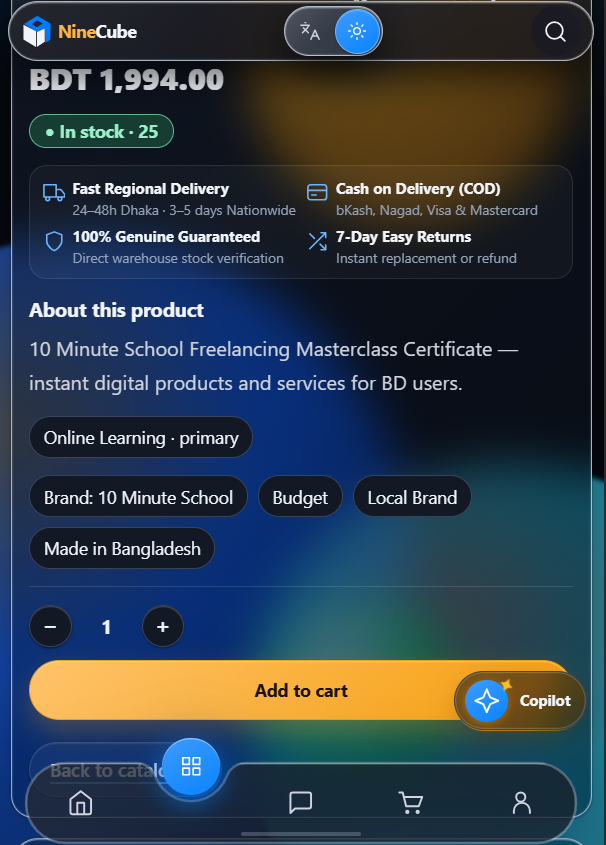 NineCube
BDT 1,994.00
• In stock · 25
Fast Regional Delivery
24–48h Dhaka · 3–5 days Nationwide
Cash on Delivery (COD)
bKash, Nagad, Visa & Mastercard
100% Genuine Guaranteed
Direct warehouse stock verification
7-Day Easy Returns
Instant replacement or refund
About this product
10 Minute School Freelancing Masterclass Certificate —
instant digital products and services for BD users.
Online Learning · primary
Brand: 10 Minute School
Budget
Local Brand
Made in Bangladesh
− 1 +
Add to cart
Copilot
Back to catalo